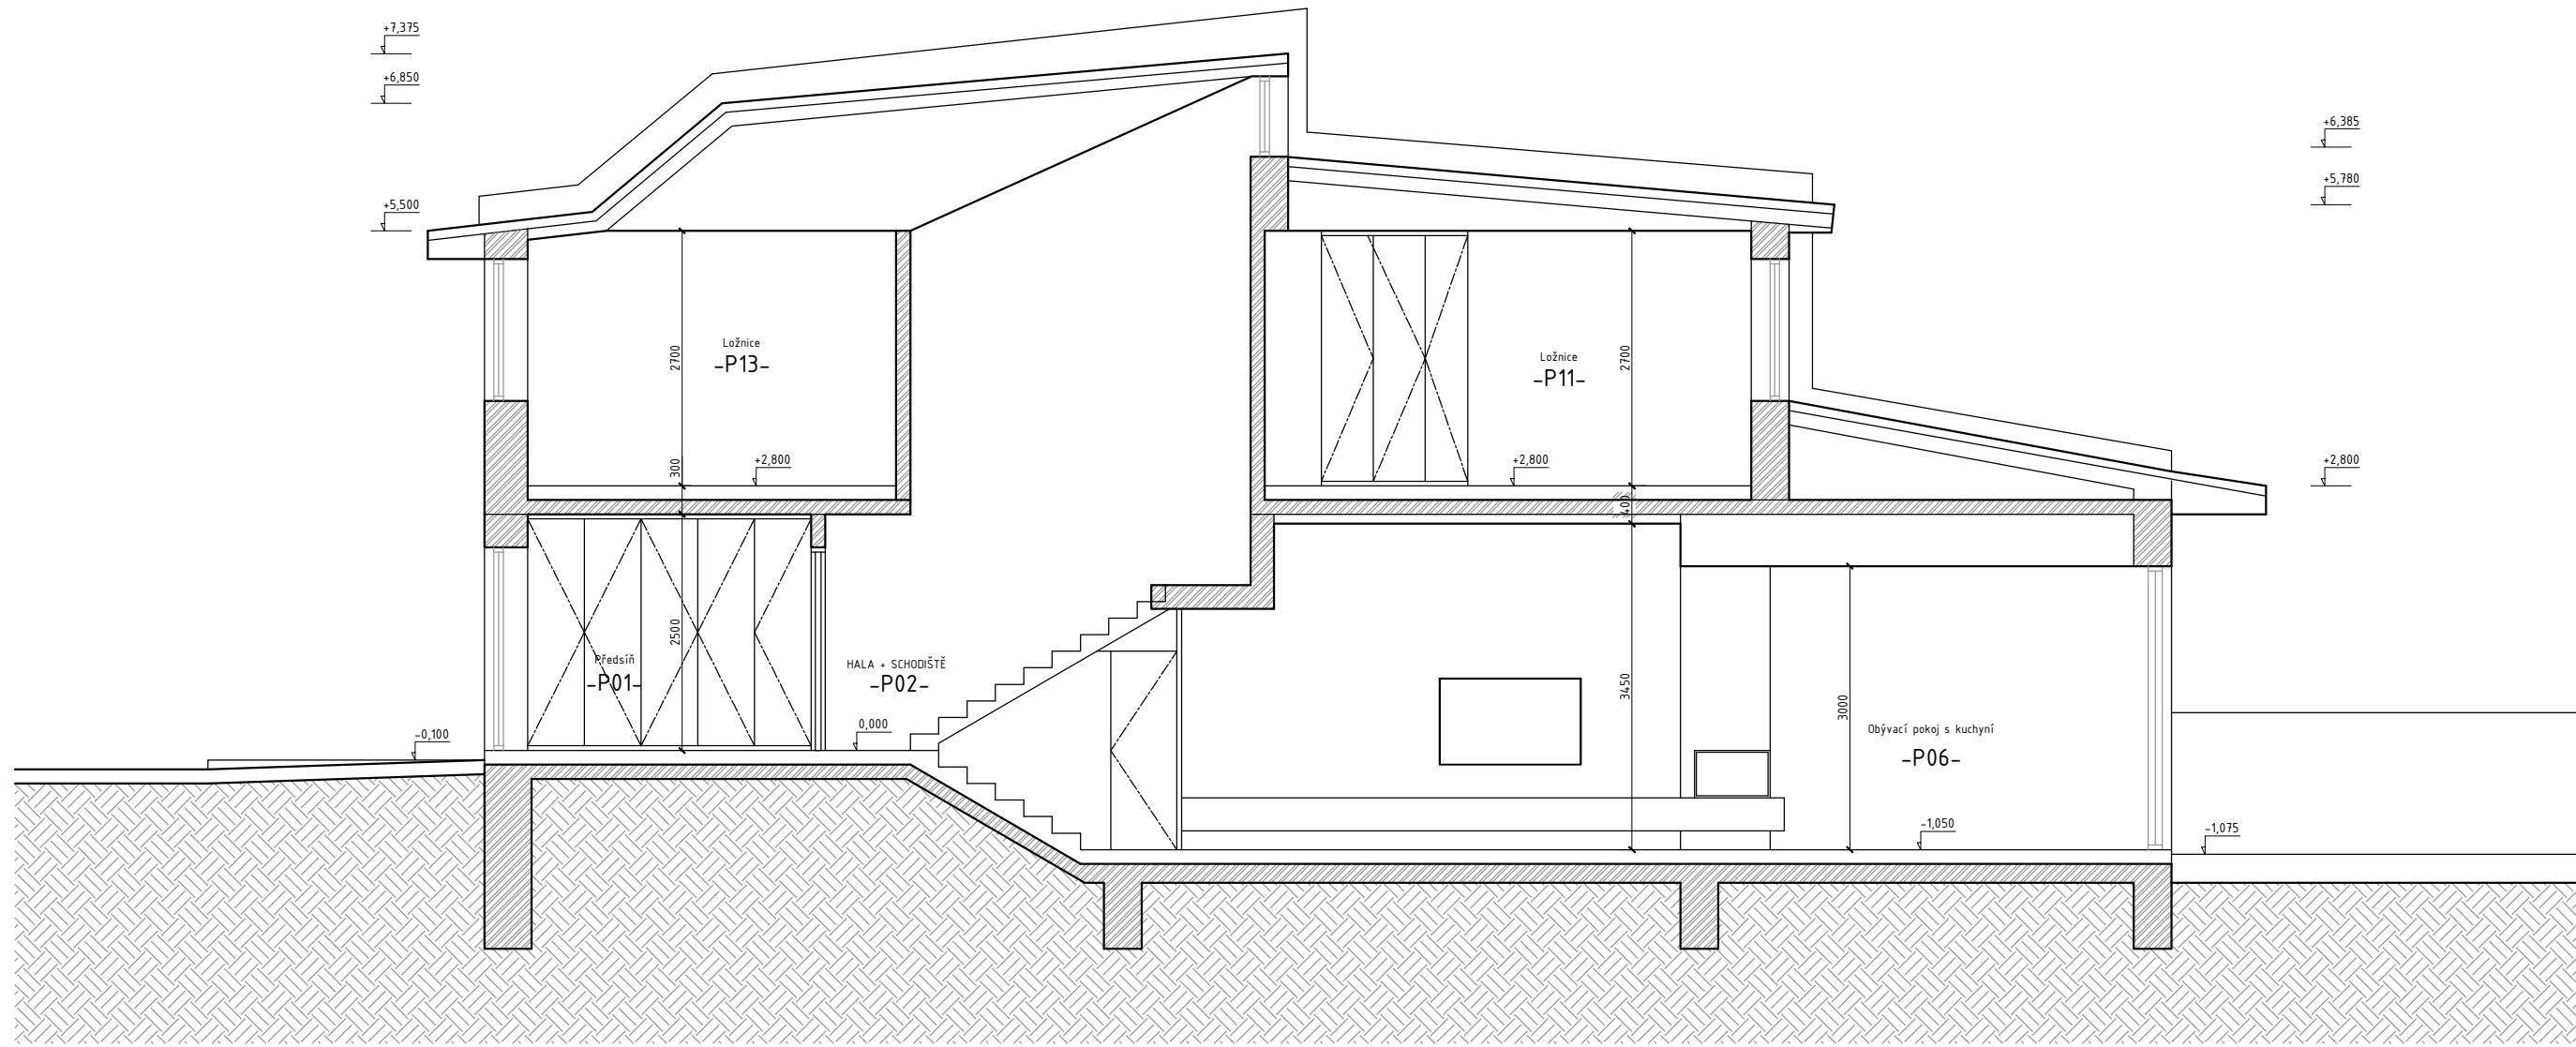 +7,375
+6,850
+5,500
+6,385
+5,780
+2,800
Ložnice
-P13-
2700
300
+2,800
Ložnice
-P11-
2700
400
+2,800
Předsíň
-P01-
2500
HALA + SCHODIŠTĚ
-P02-
0,000
-0,100
3450
3000
Obývací pokoj s kuchyní
-P06-
-1,050
-1,075